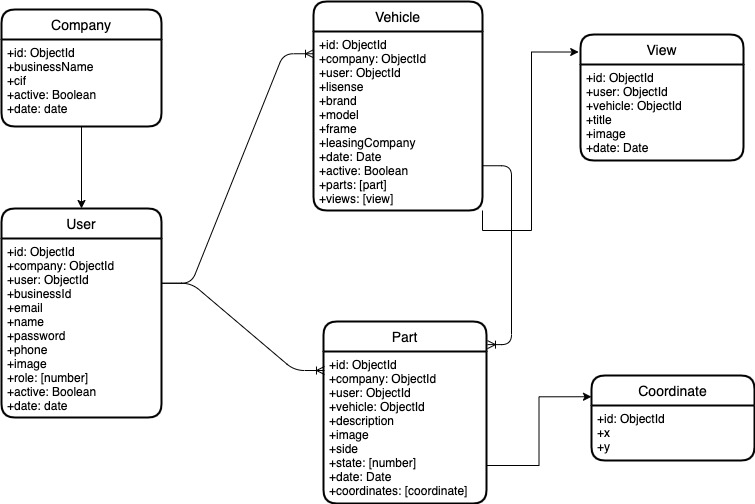 Company
+id: ObjectId
+businessName
+cif
+active: Boolean
+date: date
User
+id: ObjectId
+company: ObjectId
+user: ObjectId
+businessId
+email
+name
+password
+phone
+image
+role: [number]
+active: Boolean
+date: date
Vehicle
+id: ObjectId
+company: ObjectId
+user: ObjectId
+lisense
+brand
+model
+frame
+leasingCompany
+date: Date
+active: Boolean
+parts: [part]
+views: [view]
Part
+id: ObjectId
+company: ObjectId
+user: ObjectId
+vehicle: ObjectId
+description
+image
+side
+state: [number]
+date: Date
+coordinates: [coordinate]
View
+id: ObjectId
+user: ObjectId
+vehicle: ObjectId
+title
+image
+date: Date
Coordinate
+id: ObjectId
+x
+y